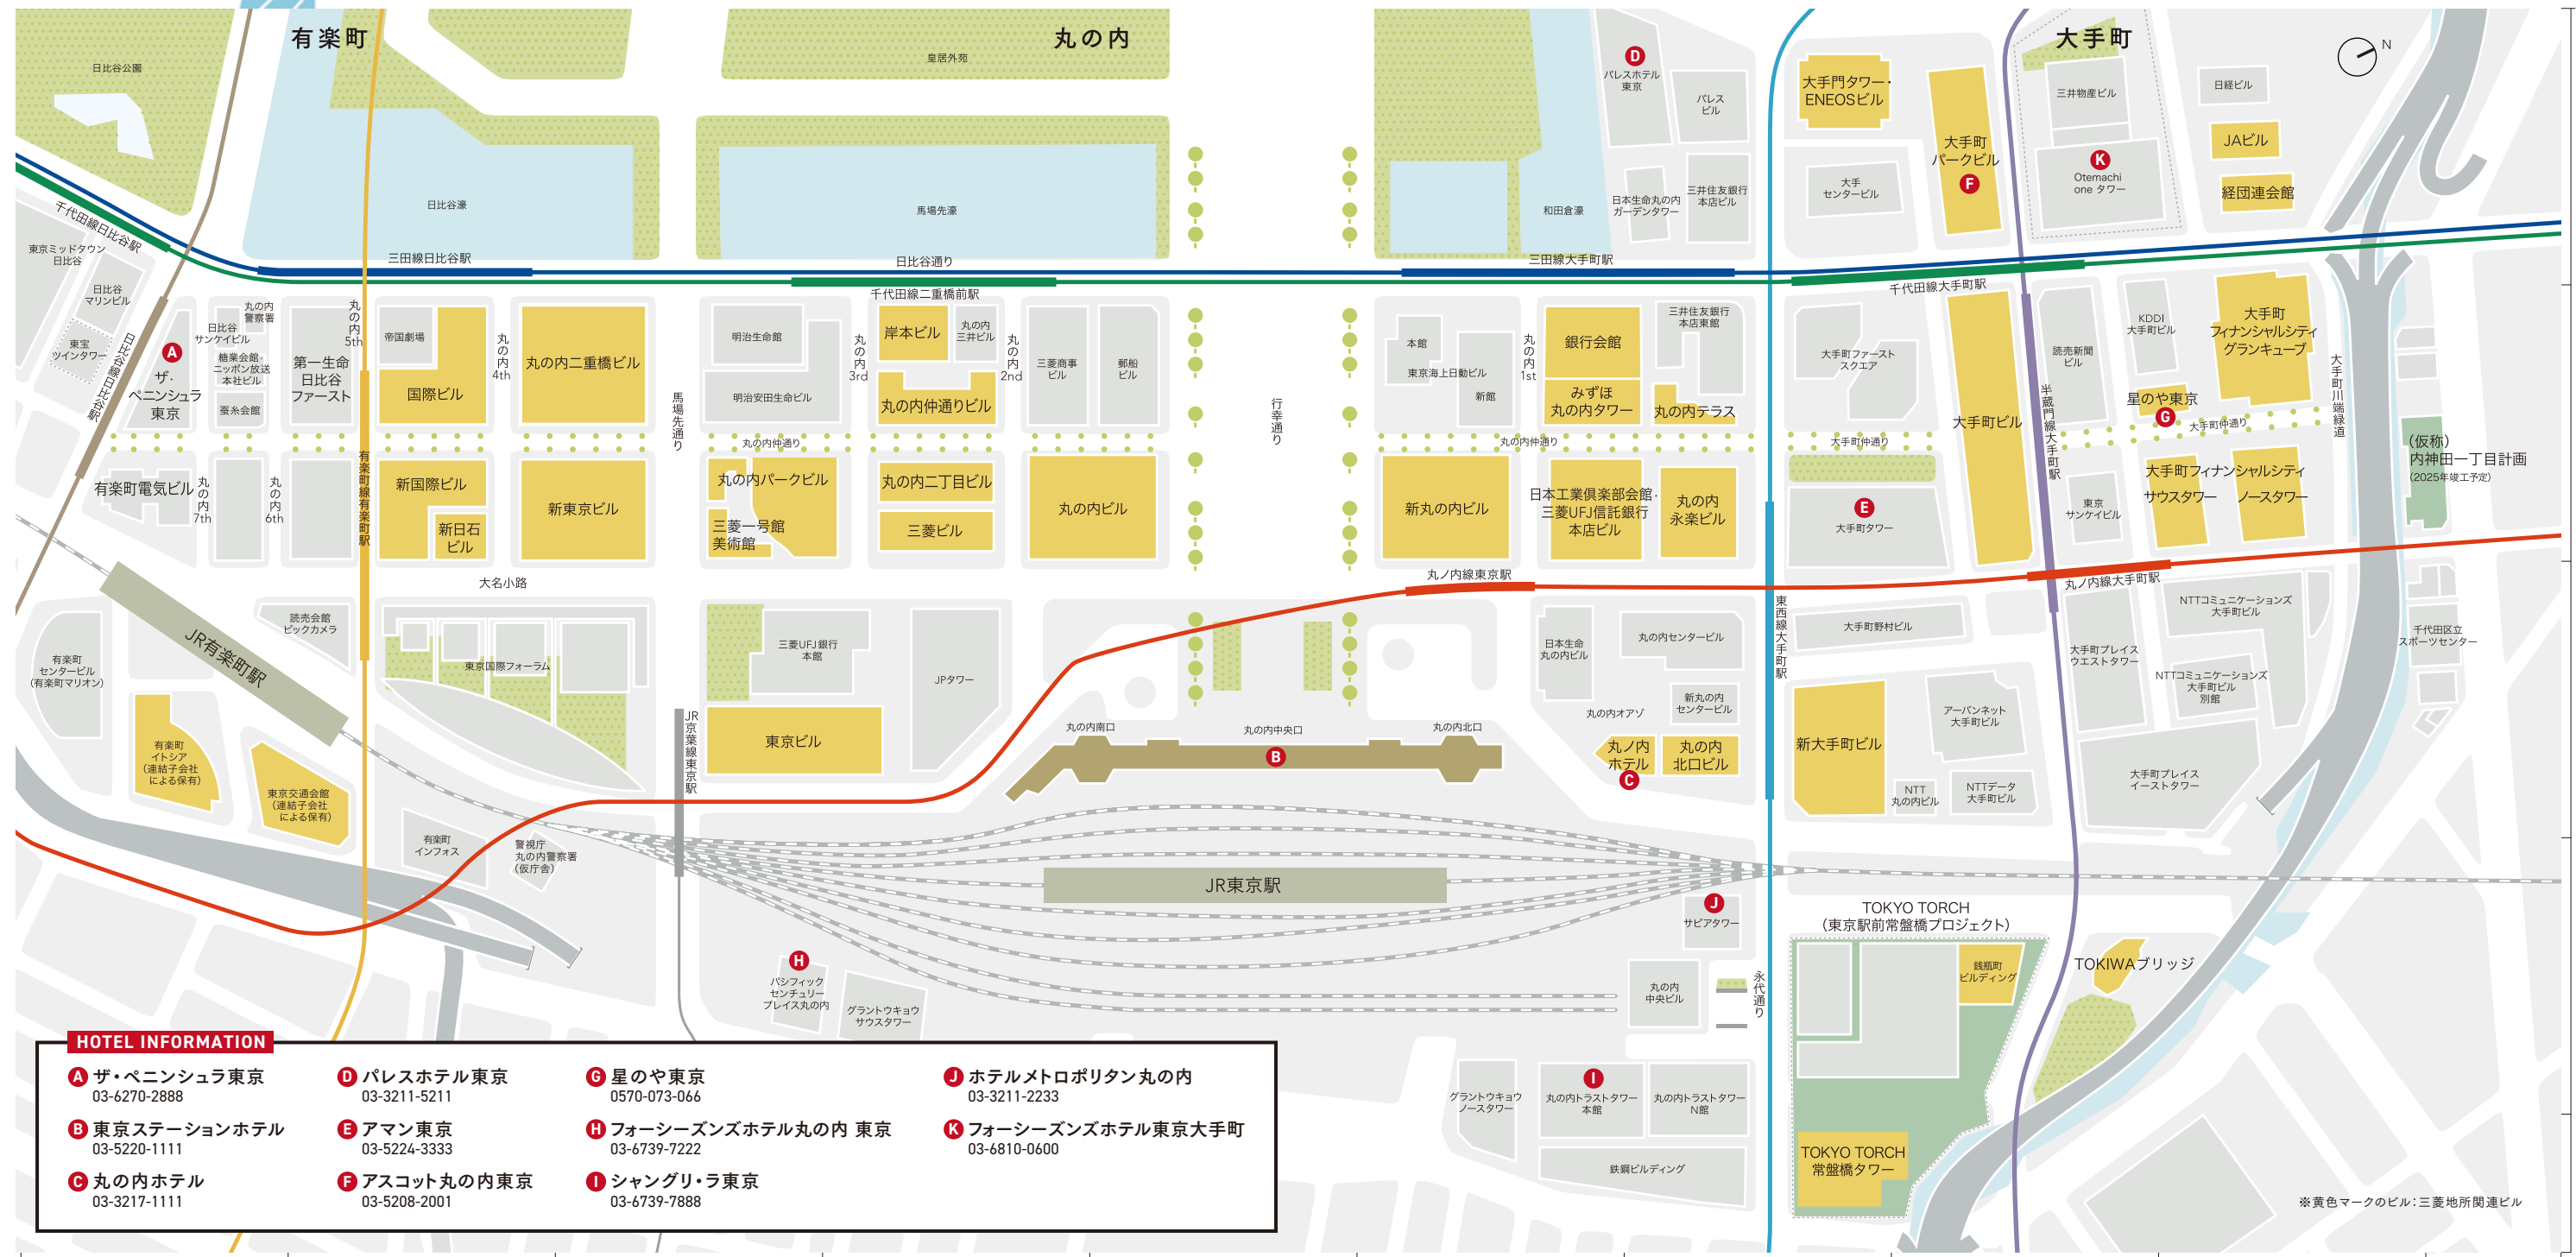 有楽町
丸の内
大手町
N
日比谷公園
皇居外苑
日比谷濠
馬場先濠
和田倉濠
D
パレスホテル
東京
パレス
ビル
日本生命丸の内
ガーデンタワー
三井住友銀行
本店ビル
大手門タワー・
ENEOSビル
大手
センタービル
大手町
パークビル
F
三井物産ビル
K
Otemachi
one タワー
日経ビル
JAビル
経団連会館
千代田線日比谷駅
三田線日比谷駅
日比谷通り
千代田線二重橋前駅
三田線大手町駅
千代田線大手町駅
東京ミッドタウン
日比谷
日比谷
マリンビル
東宝
ツインタワー
日比谷線日比谷駅
A
ザ・
ペニンシュラ
東京
日比谷
サンケイビル
丸の内
警察署
糖業会館・
ニッポン放送
本社ビル
蚕糸会館
第一生命
日比谷
ファースト
丸の内5th
帝国劇場
国際ビル
丸の内4th
丸の内二重橋ビル
馬場先通り
明治生命館
明治安田生命ビル
丸の内3rd
岸本ビル
丸の内
三井ビル
丸の内仲通りビル
丸の内2nd
三菱商事
ビル
郵船
ビル
行幸通り
本館
東京海上日動ビル
新館
丸の内1st
銀行会館
みずほ
丸の内タワー
三井住友銀行
本店東館
丸の内テラス
大手町ファースト
スクエア
大手町ビル
半蔵門線大手町駅
読売新聞
ビル
KDDI
大手町ビル
星のや東京
G
大手町
フィナンシャルシティ
グランキューブ
大手町川端緑道
丸の内仲通り
丸の内仲通り
大手町仲通り
大手町仲通り
有楽町電気ビル
丸の内7th
丸の内6th
有楽町線有楽町駅
新国際ビル
新日石
ビル
新東京ビル
丸の内パークビル
三菱一号館
美術館
丸の内二丁目ビル
三菱ビル
丸の内ビル
新丸の内ビル
日本工業倶楽部会館・
三菱UFJ信託銀行
本店ビル
丸の内
永楽ビル
E
大手町タワー
東京
サンケイビル
大手町フィナンシャルシティ
サウスタワー
ノースタワー
（仮称）
内神田一丁目計画
（2025年竣工予定）
大名小路
丸ノ内線東京駅
丸ノ内線大手町駅
有楽町
センタービル
（有楽町マリオン）
JR有楽町駅
読売会館
ビックカメラ
東京国際フォーラム
三菱UFJ銀行
本館
JPタワー
東京ビル
JR京葉線東京駅
丸の内南口
丸の内中央口
丸の内北口
B
日本生命
丸の内ビル
丸の内センタービル
新丸の内
センタービル
丸の内オアゾ
丸ノ内
ホテル
C
丸の内
北口ビル
東西線大手町駅
大手町野村ビル
新大手町ビル
アーバンネット
大手町ビル
NTT
丸の内ビル
NTTデータ
大手町ビル
大手町プレイス
ウエストタワー
NTTコミュニケーションズ
大手町ビル
NTTコミュニケーションズ
大手町ビル
別館
大手町プレイス
イーストタワー
千代田区立
スポーツセンター
有楽町
イトシア
（連結子会社
による保有）
東京交通会館
（連結子会社
による保有）
有楽町
インフォス
警視庁
丸の内警察署
（仮庁舎）
JR東京駅
J
サピアタワー
丸の内
中央ビル
永代通り
H
パシフィック
センチュリー
プレイス丸の内
グラントウキョウ
サウスタワー
グラントウキョウ
ノースタワー
I
丸の内トラストタワー
本館
丸の内トラストタワー
N館
鉄鋼ビルディング
TOKYO TORCH
（東京駅前常盤橋プロジェクト）
銭瓶町
ビルディング
TOKIWAブリッジ
TOKYO TORCH
常盤橋タワー
HOTEL INFORMATION
A ザ・ペニンシュラ東京
03-6270-2888
B 東京ステーションホテル
03-5220-1111
C 丸の内ホテル
03-3217-1111
D パレスホテル東京
03-3211-5211
E アマン東京
03-5224-3333
F アスコット丸の内東京
03-5208-2001
G 星のや東京
0570-073-066
H フォーシーズンズホテル丸の内 東京
03-6739-7222
I シャングリ・ラ東京
03-6739-7888
J ホテルメトロポリタン丸の内
03-3211-2233
K フォーシーズンズホテル東京大手町
03-6810-0600
※黄色マークのビル：三菱地所関連ビル